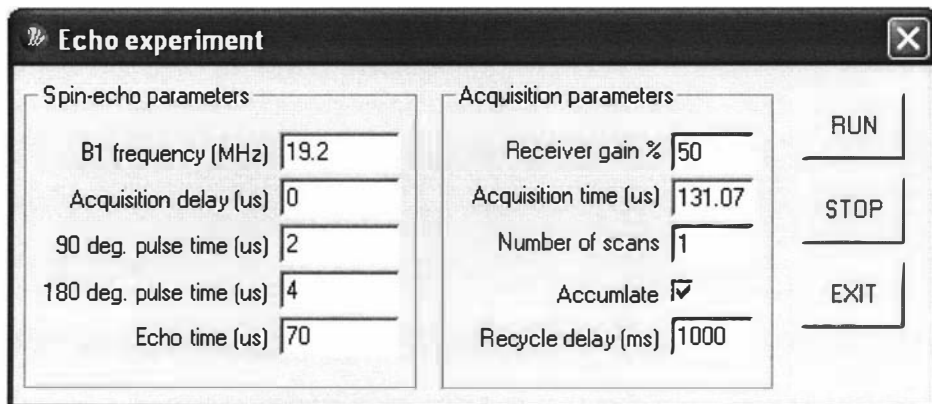 Echo experiment
Spin-echo parameters
B1 frequency (MHz) 19.2
Acquisition delay (us) 0
90 deg. pulse time (us) 2
180 deg. pulse time (us) 4
Echo time (us) 70
Acquisition parameters
Receiver gain % 50
Acquisition time (us) 131.07
Number of scans 1
Accumlate
Recycle delay (ms) 1000
RUN
STOP
EXIT